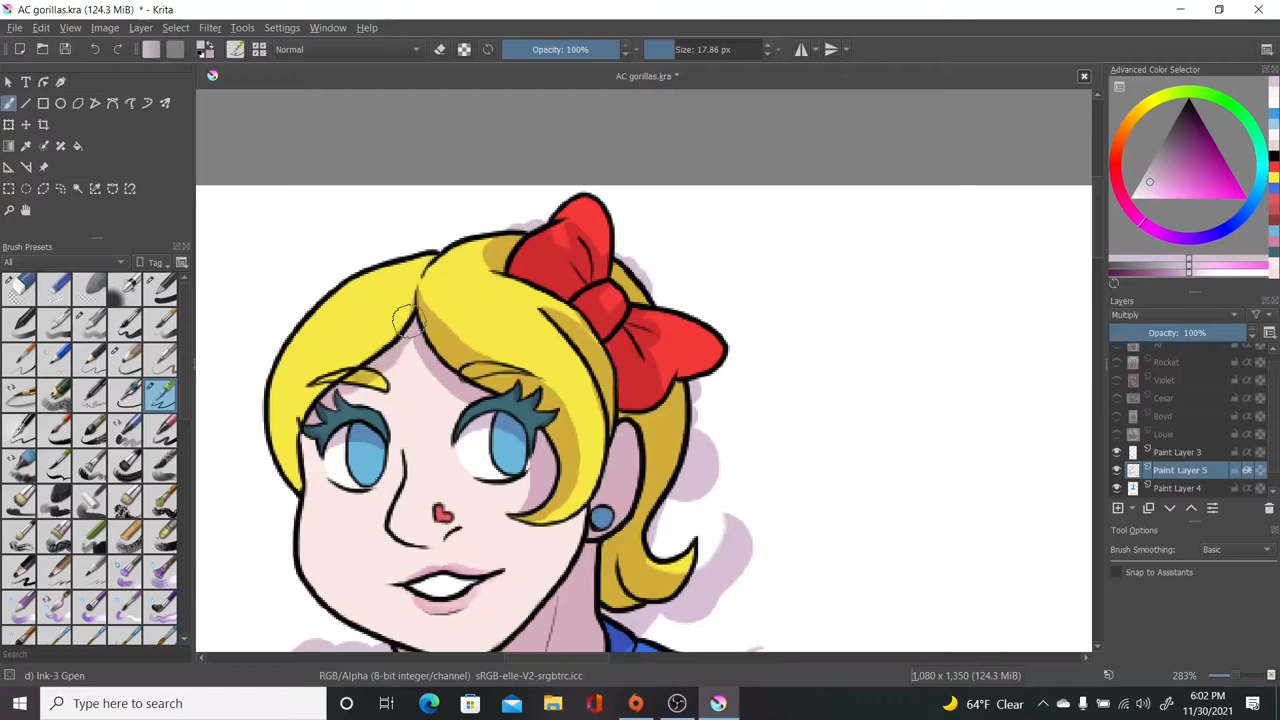 AC gorillas.kra (124.3 MiB) * - Krita
File Edit View Image Layer Select Filter Tools Settings Window Help
Normal Opacity: 100% Size: 17.86 px
AC gorillas.kra * Advanced Color Selector
Brush Presets
All Tag
Layers
Multiply
Opacity: 100%
Rocket
Violet
Cesar
Boyd
Louie
Paint Layer 3
Paint Layer 5
Paint Layer 4
Tool Options
Brush Smoothing: Basic
Snap to Assistants
Search
d) Ink-3 Gpen RGB/Alpha (8-bit integer/channel) sRGB-elle-V2-srgbtrc.icc 1,080 x 1,350 (124.3 MiB) 283%
Type here to search 64°F Clear 6:02 PM
11/30/2021